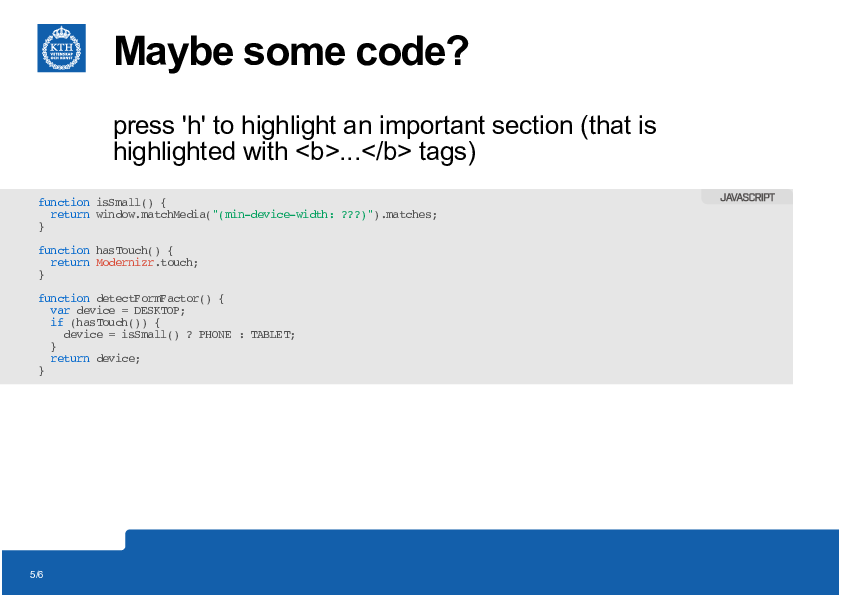 KTH
VETENSKAP
OCH KONST
Maybe some code?
press 'h' to highlight an important section (that is
highlighted with <b>...</b> tags)
JAVASCRIPT
function isSmall() {
  return window.matchMedia("(min-device-width: ???)").matches;
}
function hasTouch() {
  return Modernizr.touch;
}
function detectFormFactor() {
  var device = DESKTOP;
  if (hasTouch()) {
    device = isSmall() ? PHONE : TABLET;
  }
  return device;
}
5/6